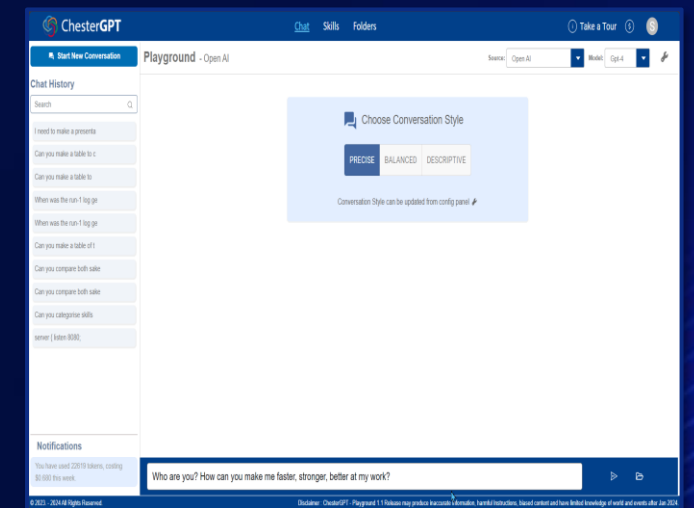 ChesterGPT
Chat Skills Folders
Take a Tour
S
Start New Conversation
Playground - Open AI
Source: Open AI
Model: Gpt-4
Chat History
Search
I need to make a presenta
Can you make a table to c
Can you make a table to
When was the run-1 log ge
When was the run-1 log ge
Can you make a table of t
Can you compare both sake
Can you compare both sake
Can you categorise skills
server { listen 8080;
Choose Conversation Style
PRECISE BALANCED DESCRIPTIVE
Conversation Style can be updated from config panel
Notifications
You have used 22619 tokens, costing
$0.680 this week.
Who are you? How can you make me faster, stronger, better at my work?
© 2023 - 2024 All Rights Reserved
Disclaimer: ChesterGPT - Playground 1.1 Release may produce inaccurate information, harmful instructions, biased content and have limited knowledge of world and events after Jan 2024